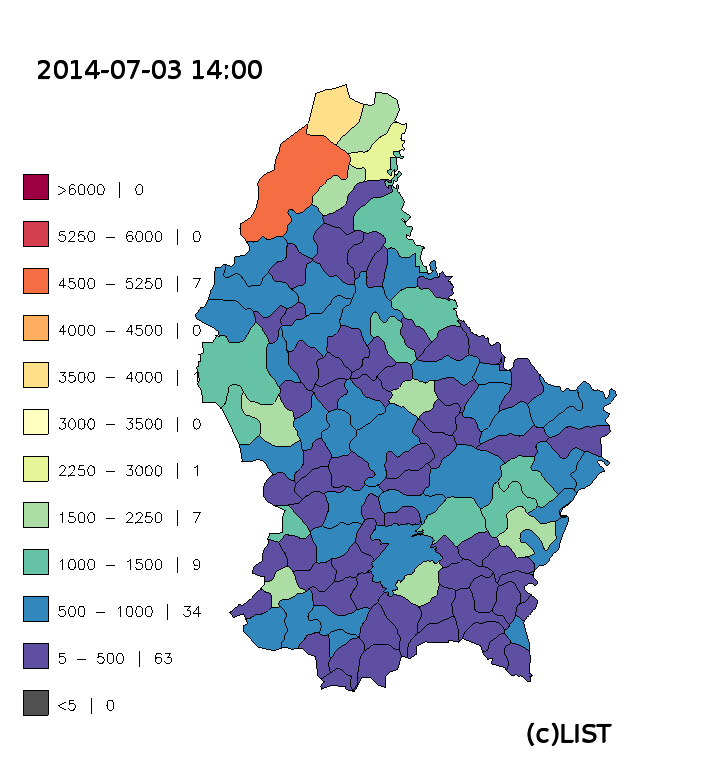 2014-07-03 14:00
>6000 | 0
5250 – 6000 | 0
4500 – 5250 | 7
4000 – 4500 | 0
3500 – 4000 |
3000 – 3500 | 0
2250 – 3000 | 1
1500 – 2250 | 7
1000 – 1500 | 9
500 – 1000 | 34
5 – 500 | 63
<5 | 0
(c)LIST